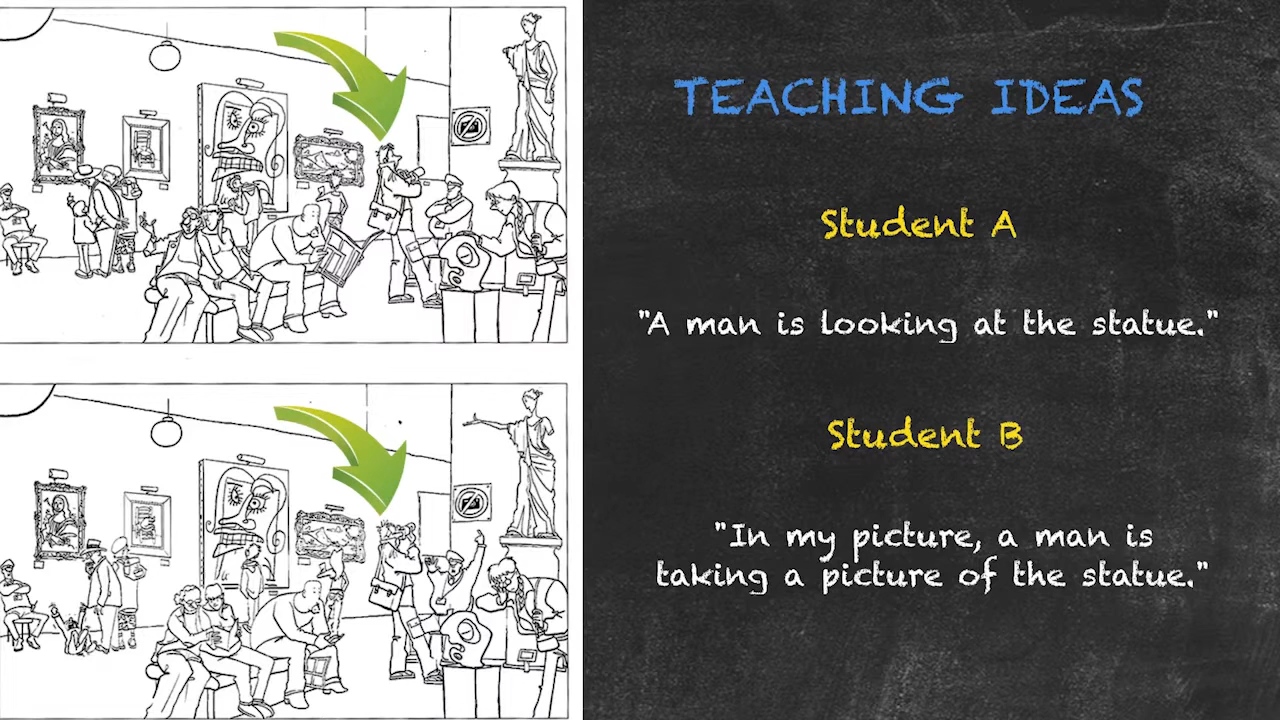 TEACHING IDEAS
Student A
"A man is looking at the statue."
Student B
"In my picture, a man is
taking a picture of the statue."